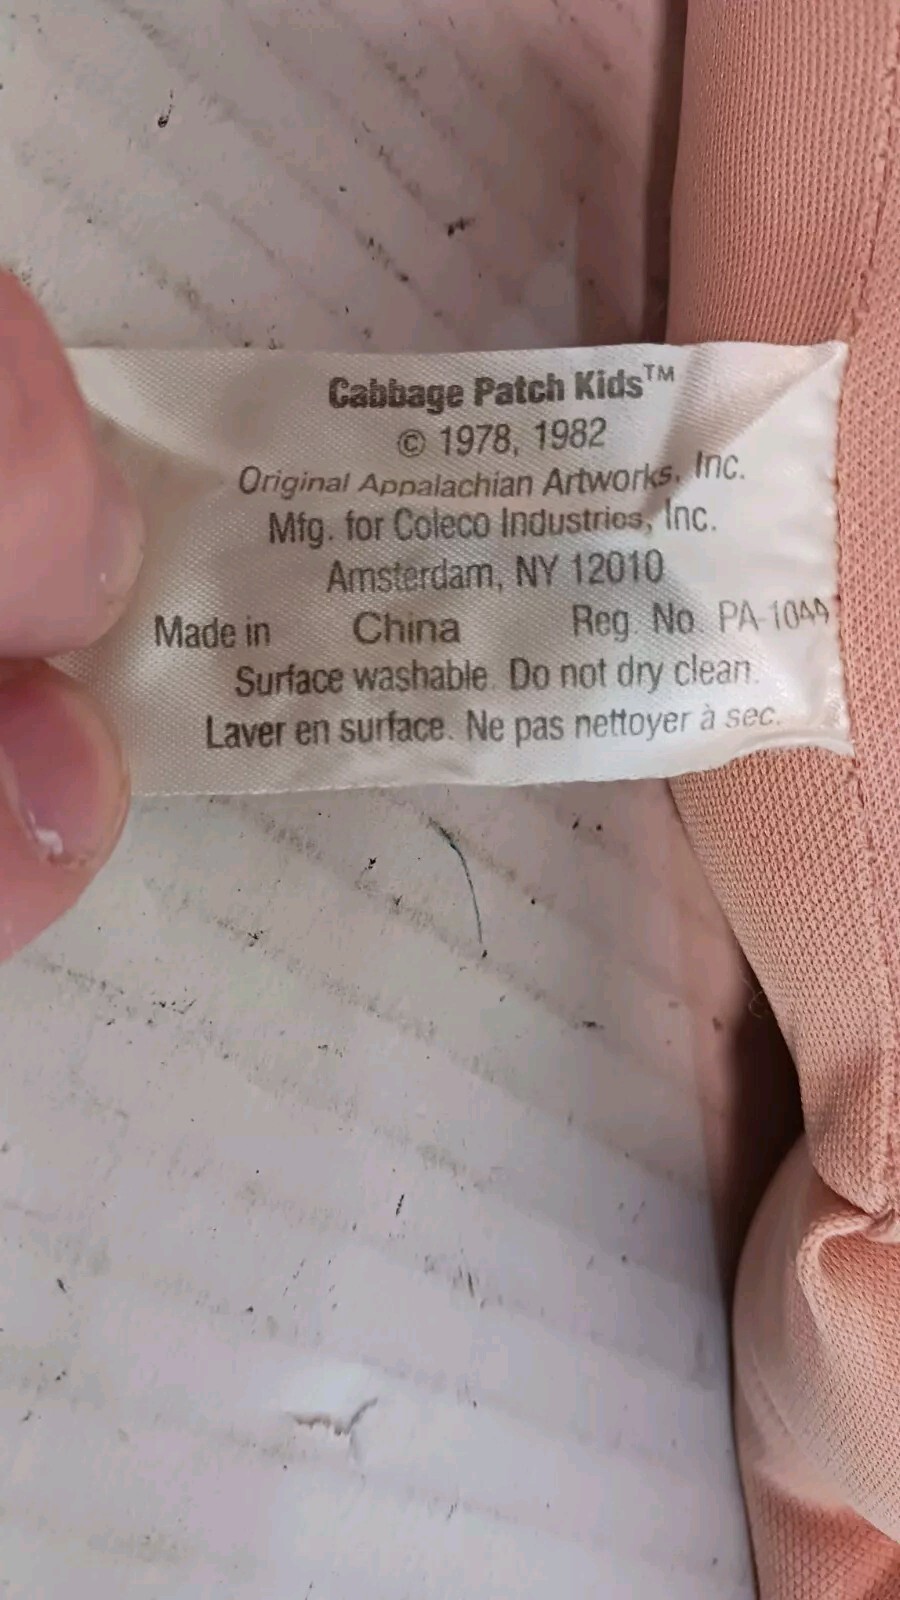 Cabbage Patch Kids™
© 1978, 1982
Original Appalachian Artworks, Inc.
Mfg. for Coleco Industries, Inc.
Amsterdam, NY 12010
Made in China Reg. No. PA-1044
Surface washable. Do not dry clean.
Laver en surface. Ne pas nettoyer à sec.